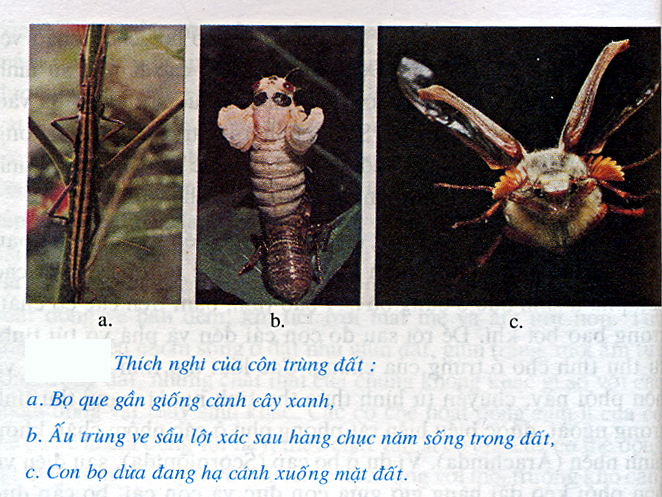 a. b. c.
Thích nghi của côn trùng đất :
a. Bọ que gần giống cành cây xanh,
b. Ấu trùng ve sầu lột xác sau hàng chục năm sống trong đất,
c. Con bọ dừa đang hạ cánh xuống mặt đất.